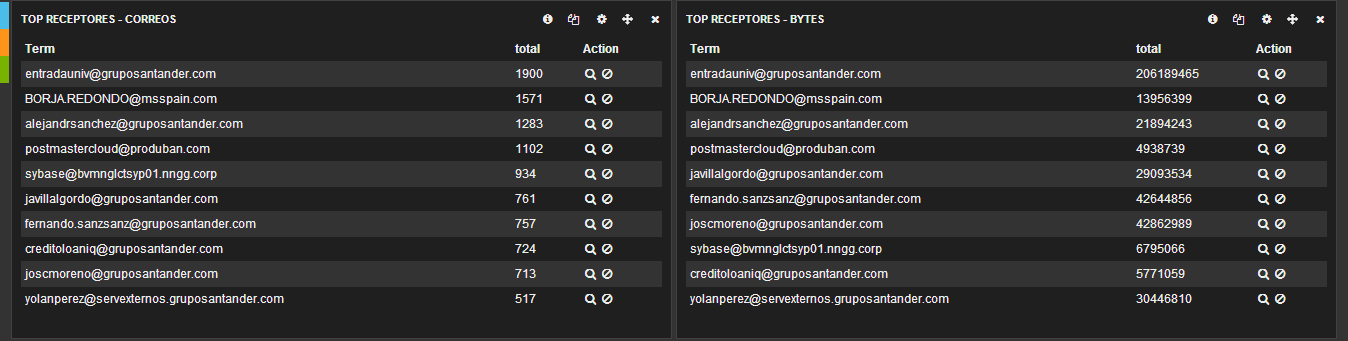 TOP RECEPTORES - CORREOS
Term total Action
entradauniv@gruposantander.com 1900
BORJA.REDONDO@msspain.com 1571
alejandrsanchez@gruposantander.com 1283
postmastercloud@produban.com 1102
sybase@bvmnglctsyp01.nngg.corp 934
javillalgordo@gruposantander.com 761
fernando.sanzsanz@gruposantander.com 757
creditoloaniq@gruposantander.com 724
joscmoreno@gruposantander.com 713
yolanperez@servexternos.gruposantander.com 517
TOP RECEPTORES - BYTES
Term total Action
entradauniv@gruposantander.com 206189465
BORJA.REDONDO@msspain.com 13956399
alejandrsanchez@gruposantander.com 21894243
postmastercloud@produban.com 4938739
javillalgordo@gruposantander.com 29093534
fernando.sanzsanz@gruposantander.com 42644856
joscmoreno@gruposantander.com 42862989
sybase@bvmnglctsyp01.nngg.corp 6795066
creditoloaniq@gruposantander.com 5771059
yolanperez@servexternos.gruposantander.com 30446810